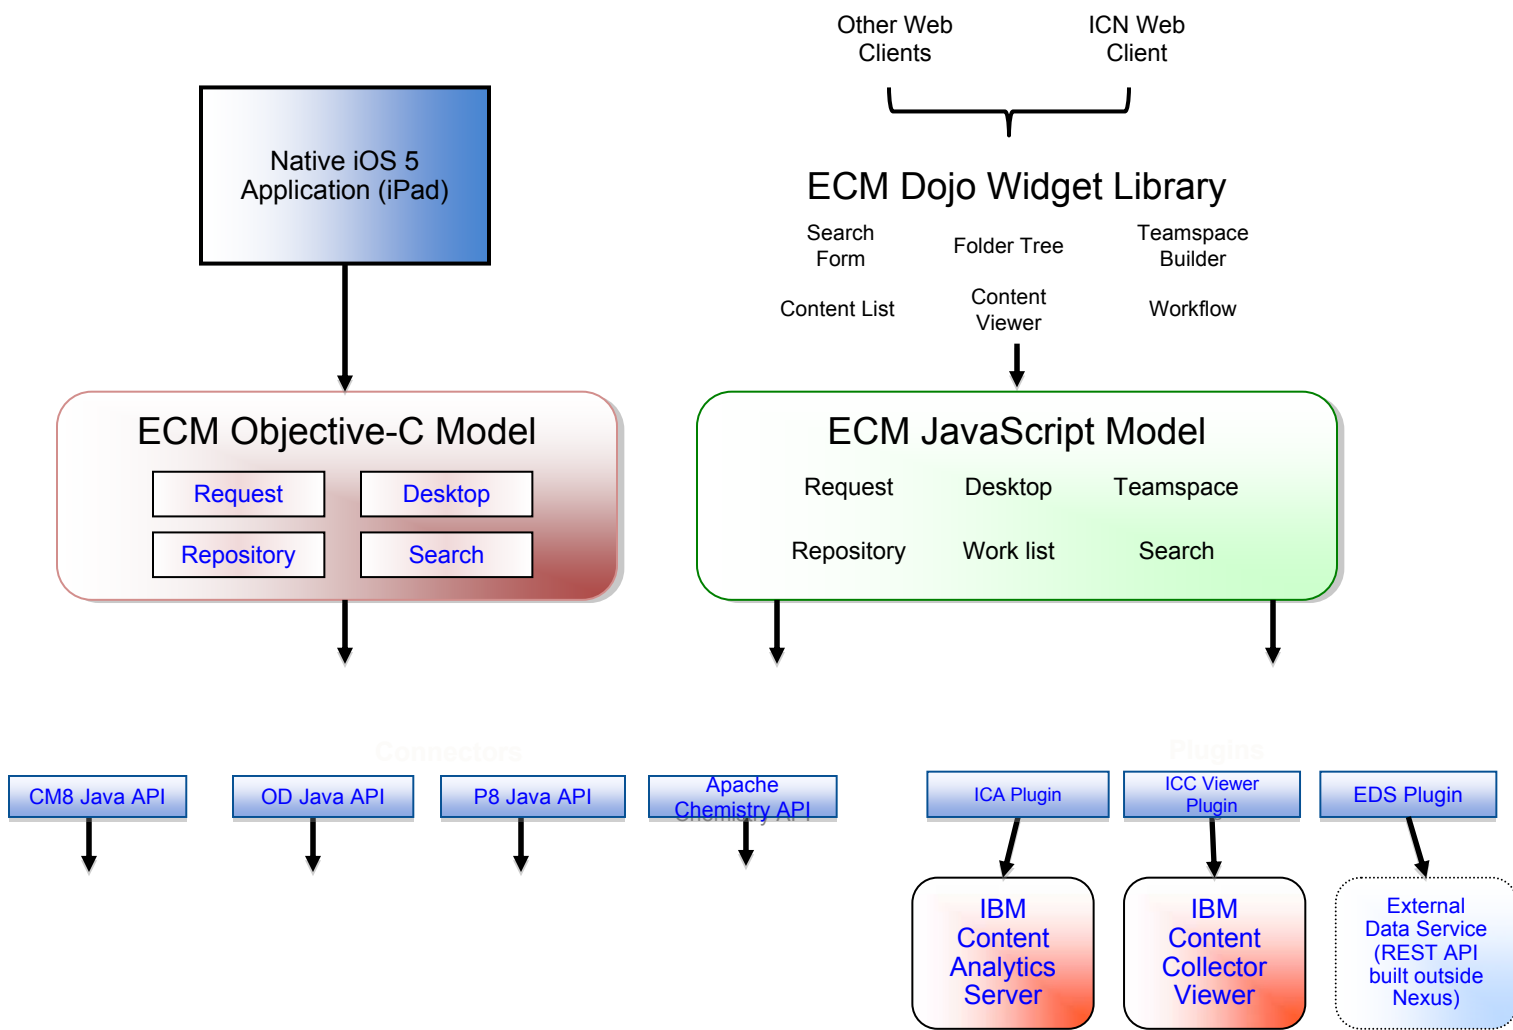 Other Web
Clients
ICN Web
Client
Native iOS 5
Application (iPad)
ECM Dojo Widget Library
Search
Form
Folder Tree
Teamspace
Builder
Content List
Content
Viewer
Workflow
ECM Objective-C Model
Request
Desktop
Repository
Search
ECM JavaScript Model
Request
Desktop
Teamspace
Repository
Work list
Search
Connectors
Plugins
CM8 Java API
OD Java API
P8 Java API
Apache
Chemistry API
ICA Plugin
ICC Viewer
Plugin
EDS Plugin
IBM
Content
Analytics
Server
IBM
Content
Collector
Viewer
External
Data Service
(REST API
built outside
Nexus)